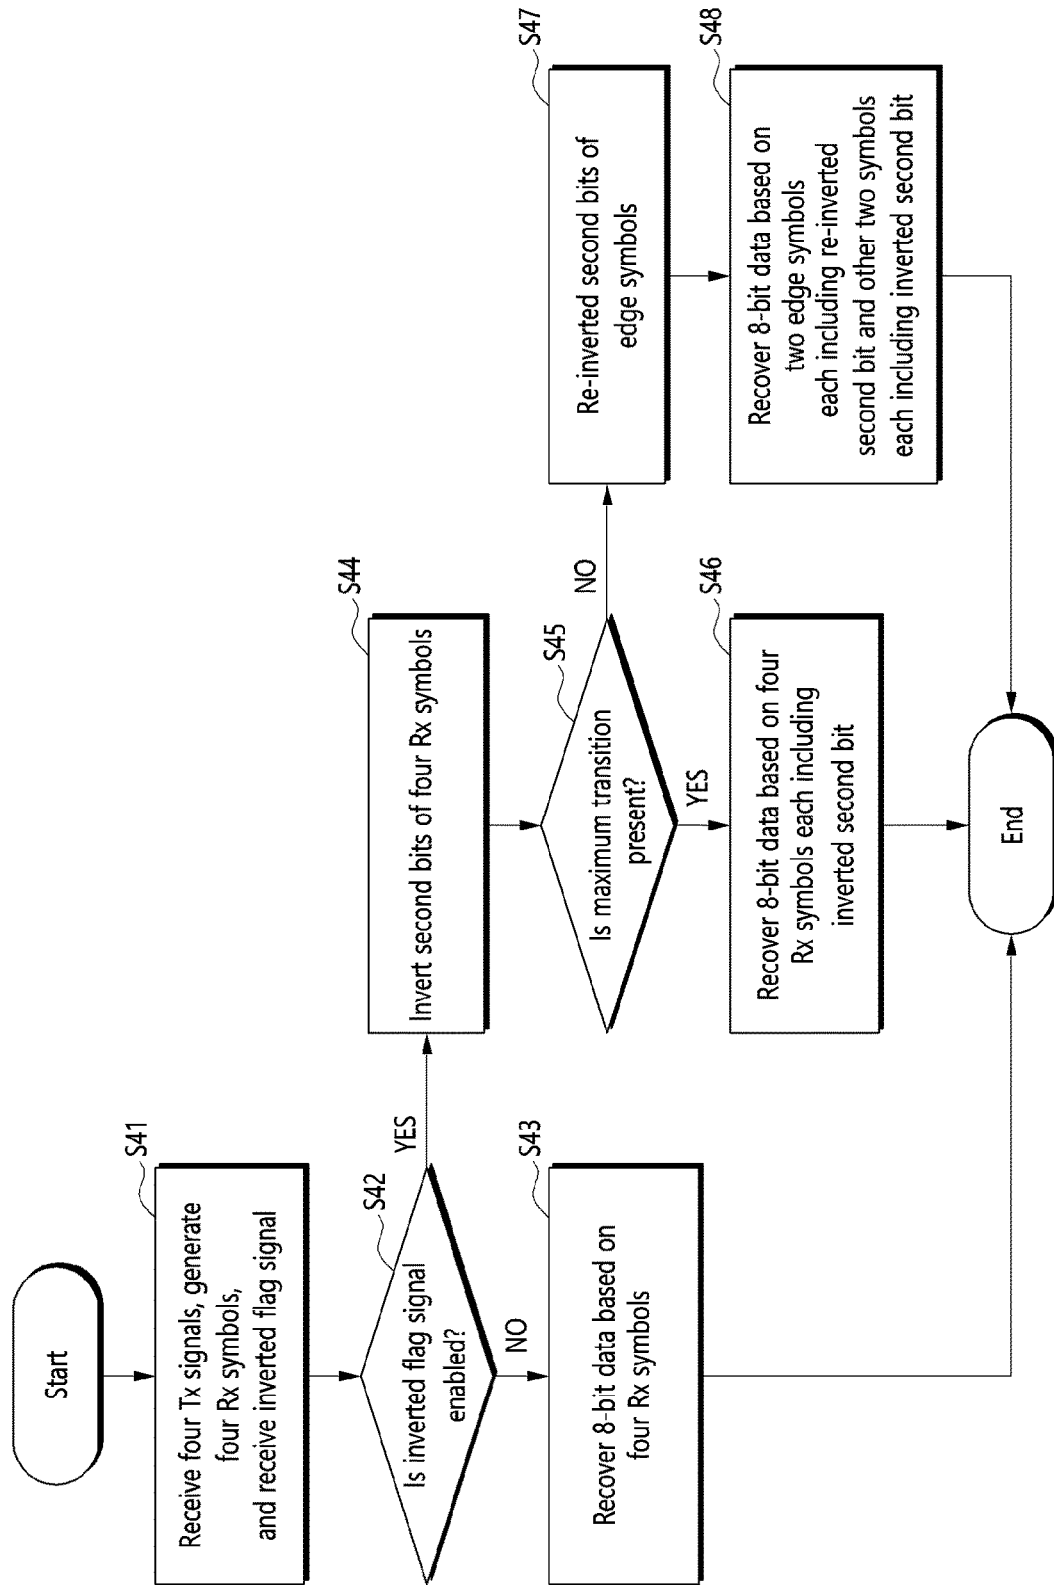 Start
S41
Receive four Tx signals, generate
four Rx symbols,
and receive inverted flag signal
S42
Is inverted flag signal
enabled?
YES
NO
S43
Recover 8-bit data based on
four Rx symbols
S44
Invert second bits of four Rx symbols
S45
Is maximum transition
present?
NO
YES
S46
Recover 8-bit data based on four
Rx symbols each including
inverted second bit
S47
Re-inverted second bits of
edge symbols
S48
Recover 8-bit data based on
two edge symbols
each including re-inverted
second bit and other two symbols
each including inverted second bit
End